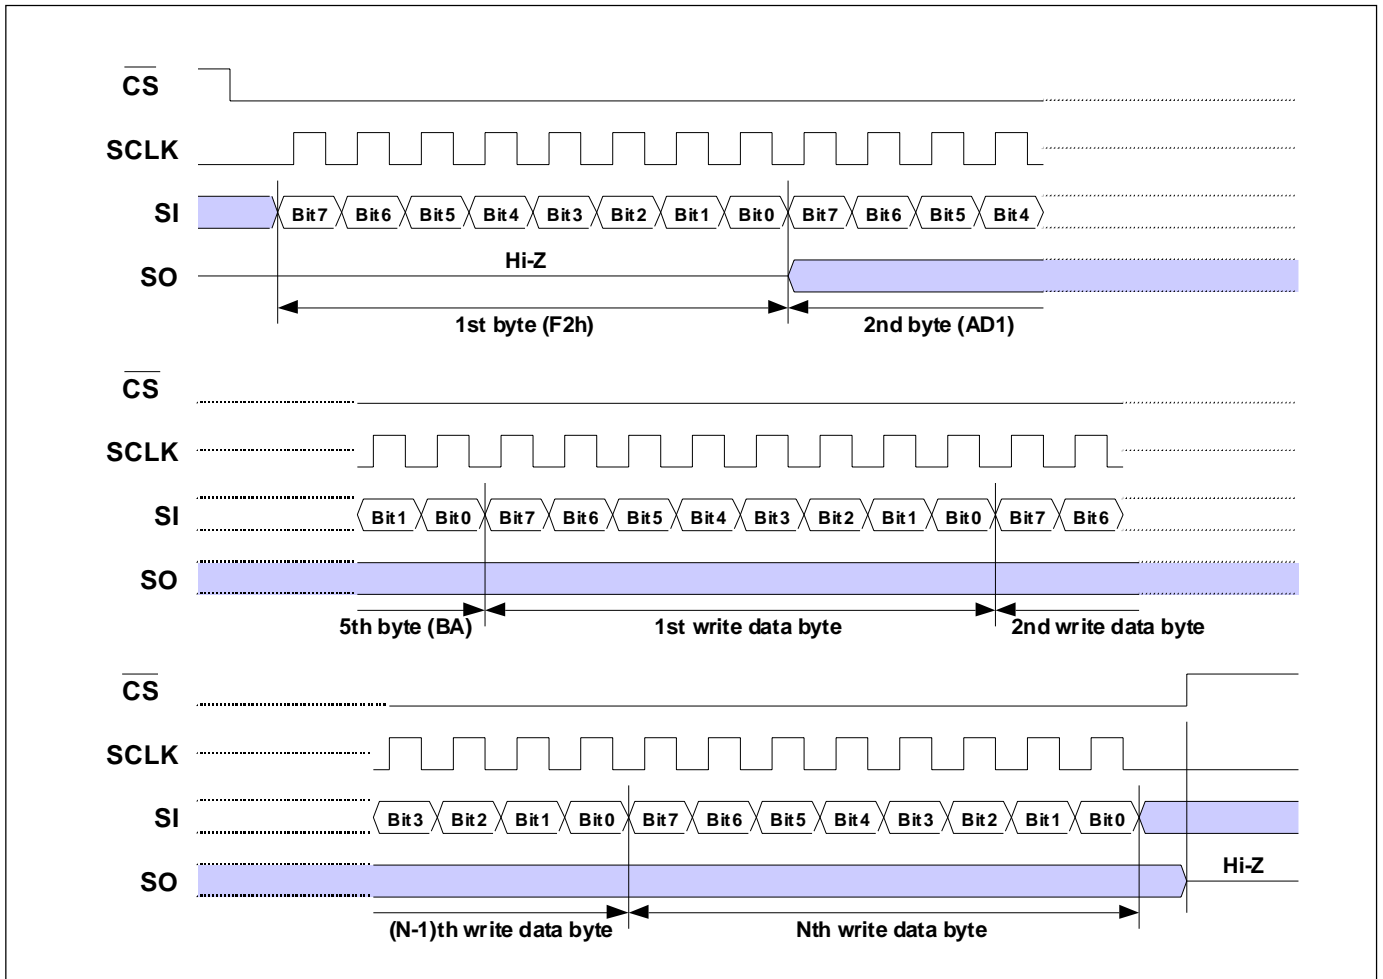 CS
SCLK
SI Bit7 Bit6 Bit5 Bit4 Bit3 Bit2 Bit1 Bit0 Bit7 Bit6 Bit5 Bit4
SO Hi-Z
1st byte (F2h) 2nd byte (AD1)
CS
SCLK
SI Bit1 Bit0 Bit7 Bit6 Bit5 Bit4 Bit3 Bit2 Bit1 Bit0 Bit7 Bit6
SO
5th byte (BA) 1st write data byte 2nd write data byte
CS
SCLK
SI Bit3 Bit2 Bit1 Bit0 Bit7 Bit6 Bit5 Bit4 Bit3 Bit2 Bit1 Bit0
SO Hi-Z
(N-1)th write data byte Nth write data byte